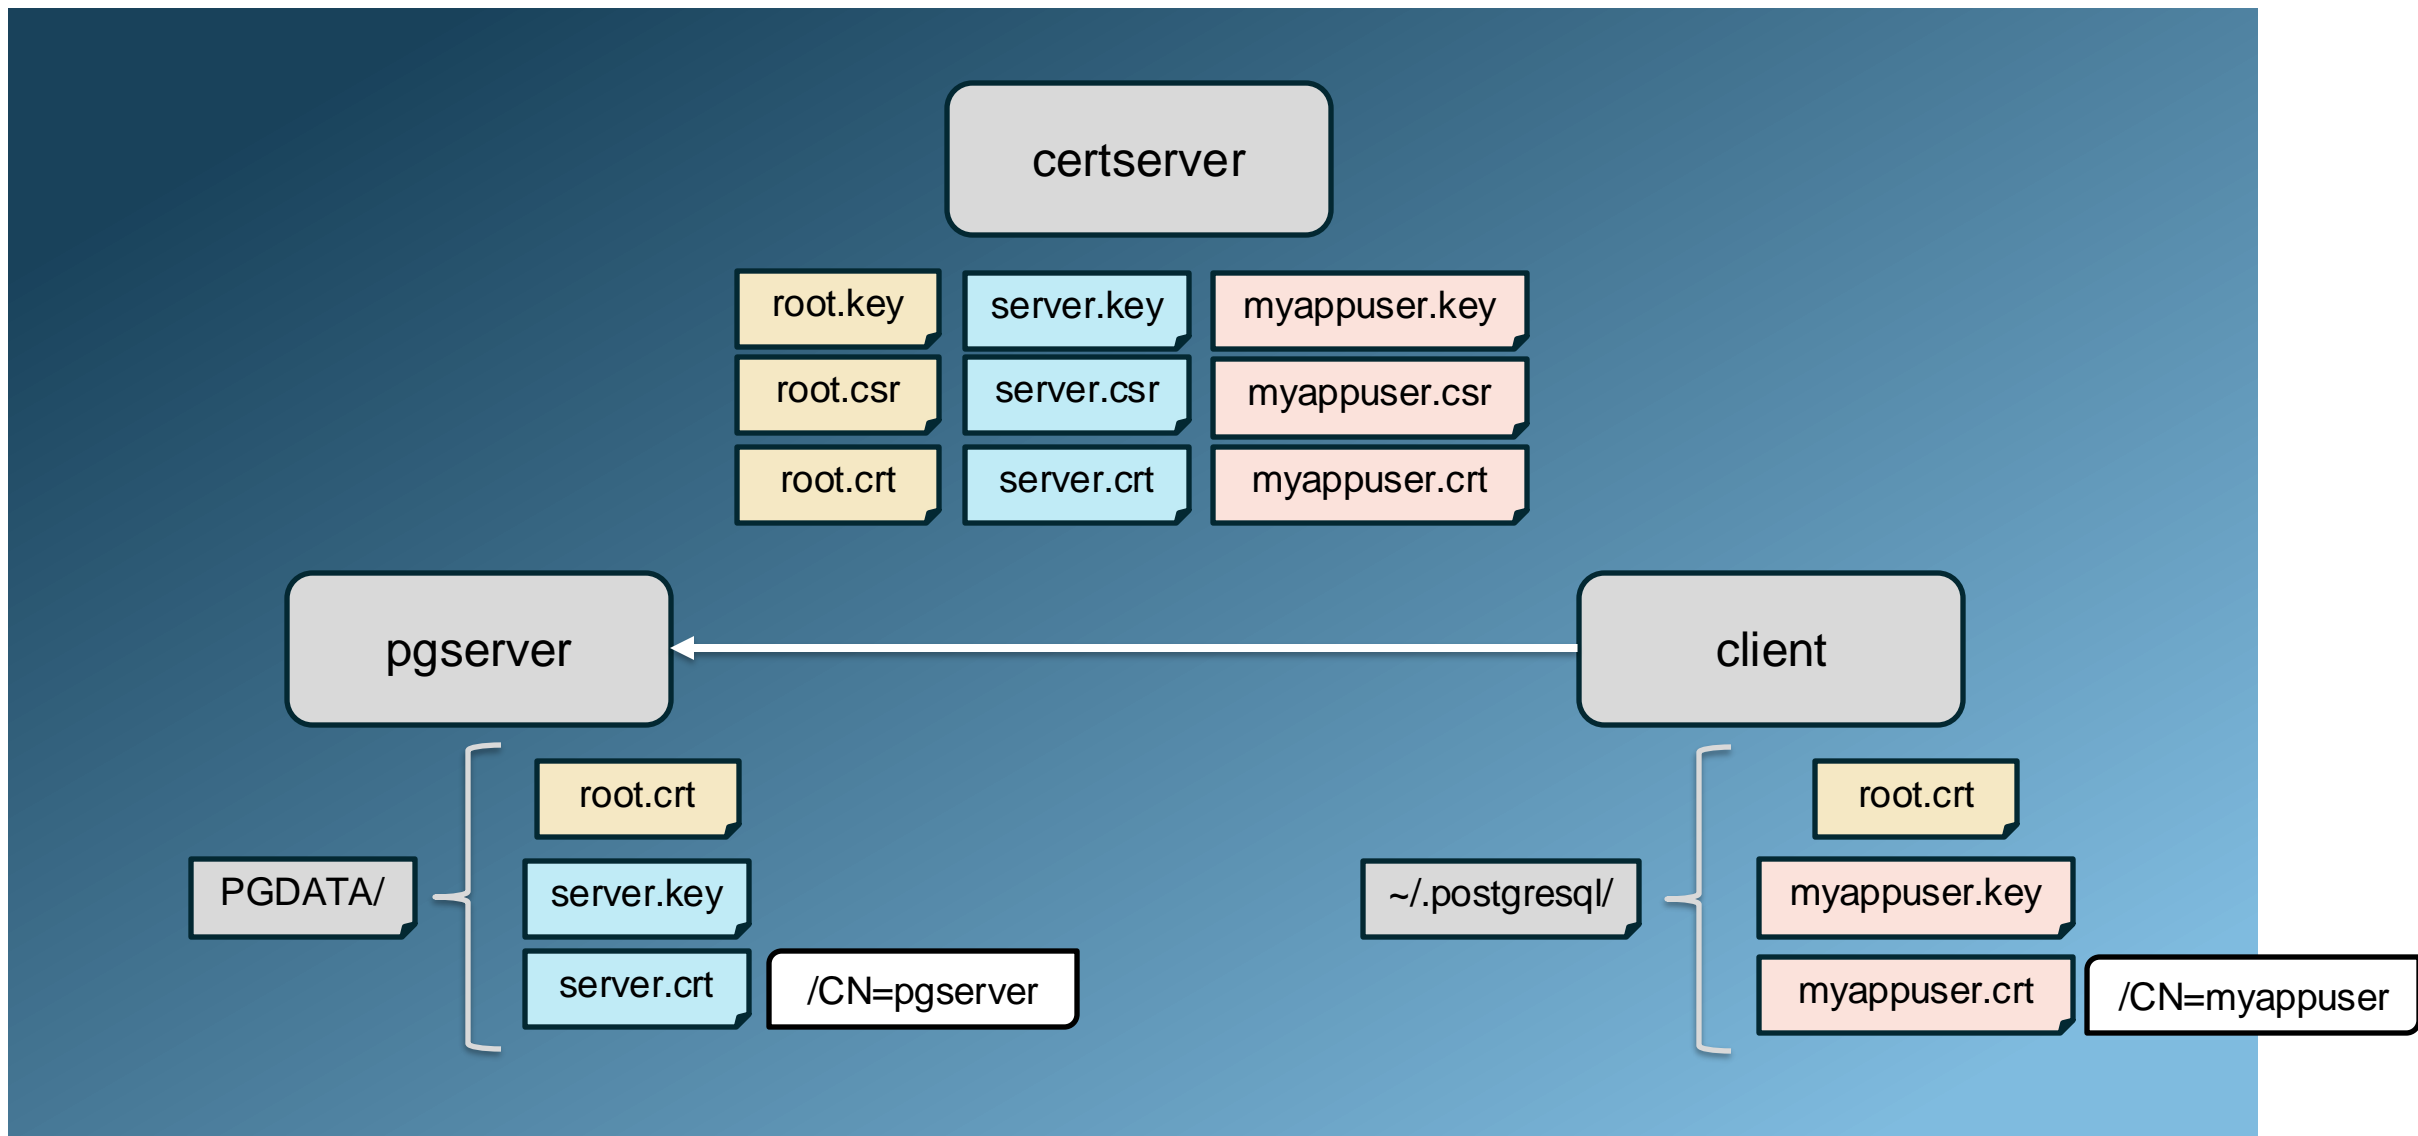 certserver
root.key
server.key
myappuser.key
root.csr
server.csr
myappuser.csr
root.crt
server.crt
myappuser.crt
pgserver
client
root.crt
PGDATA/
server.key
server.crt
/CN=pgserver
root.crt
~/.postgresql/
myappuser.key
myappuser.crt
/CN=myappuser